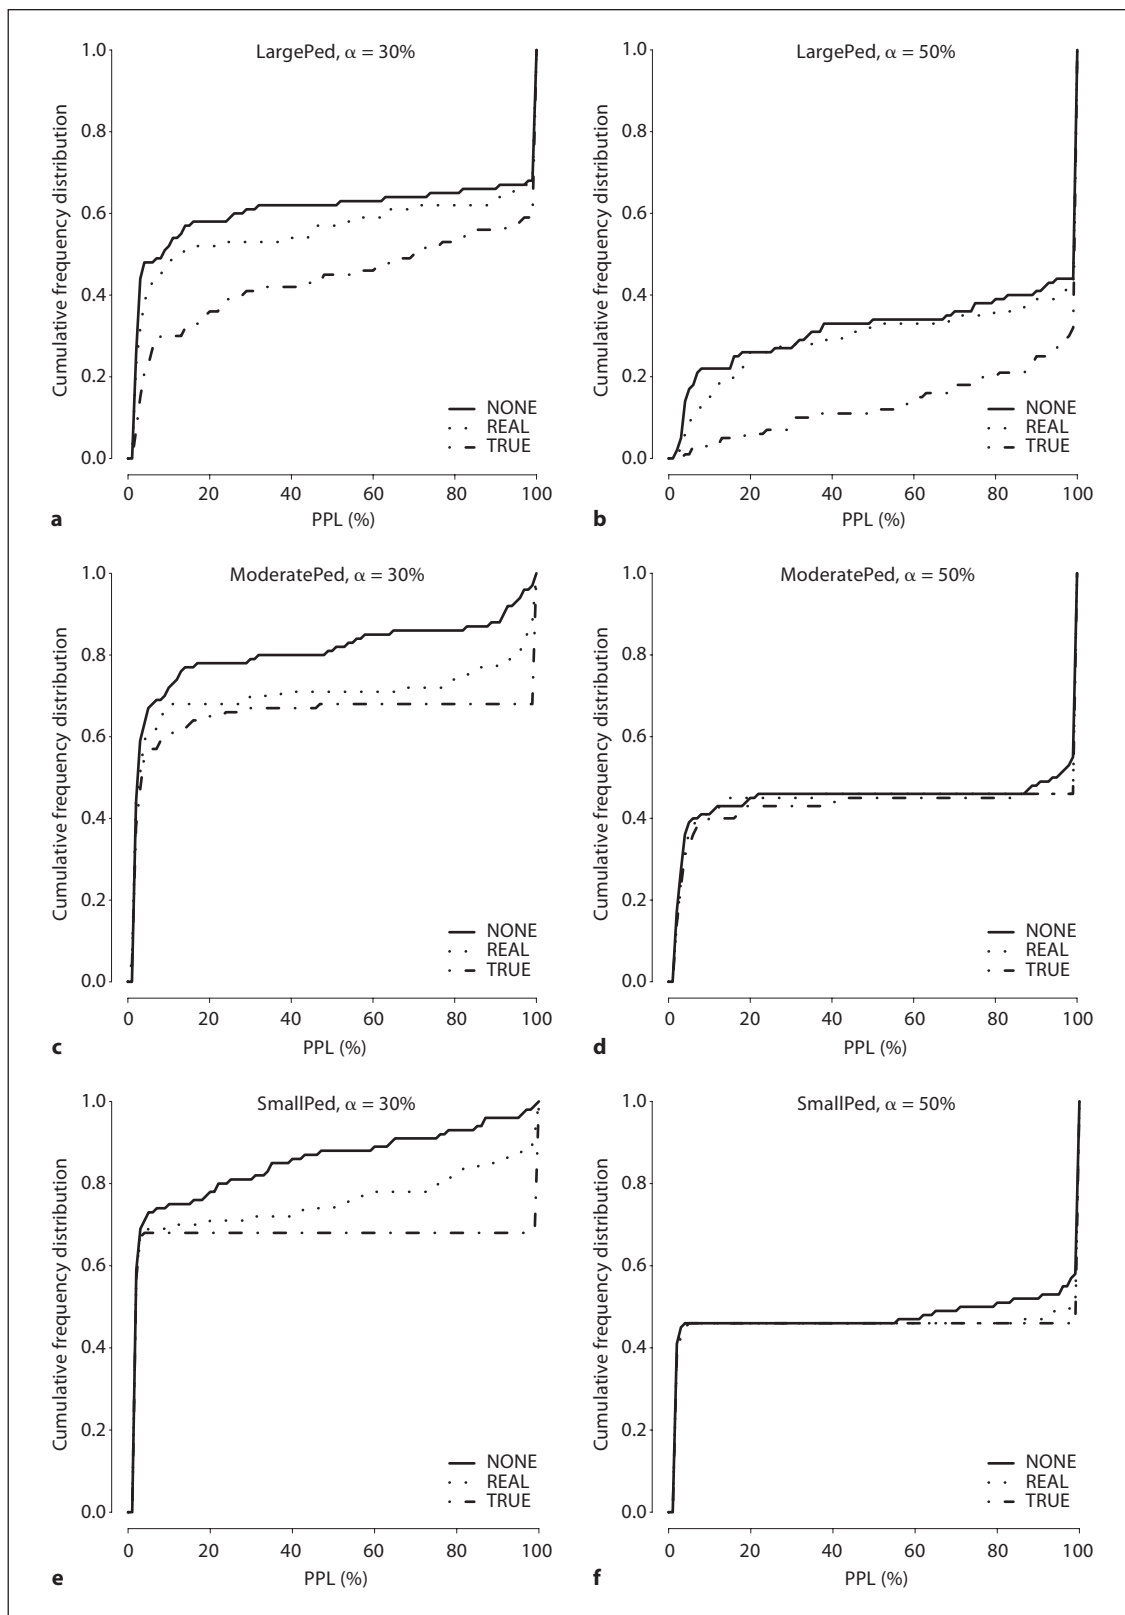 LargePed, α = 30%
1.0
0.8
0.6
0.4
0.2
0.0
Cumulative frequency distribution
NONE
REAL
TRUE
0 20 40 60 80 100
PPL (%)
a
LargePed, α = 50%
1.0
0.8
0.6
0.4
0.2
0.0
Cumulative frequency distribution
NONE
REAL
TRUE
0 20 40 60 80 100
PPL (%)
b
ModeratePed, α = 30%
1.0
0.8
0.6
0.4
0.2
0.0
Cumulative frequency distribution
NONE
REAL
TRUE
0 20 40 60 80 100
PPL (%)
c
ModeratePed, α = 50%
1.0
0.8
0.6
0.4
0.2
0.0
Cumulative frequency distribution
NONE
REAL
TRUE
0 20 40 60 80 100
PPL (%)
d
SmallPed, α = 30%
1.0
0.8
0.6
0.4
0.2
0.0
Cumulative frequency distribution
NONE
REAL
TRUE
0 20 40 60 80 100
PPL (%)
e
SmallPed, α = 50%
1.0
0.8
0.6
0.4
0.2
0.0
Cumulative frequency distribution
NONE
REAL
TRUE
0 20 40 60 80 100
PPL (%)
f